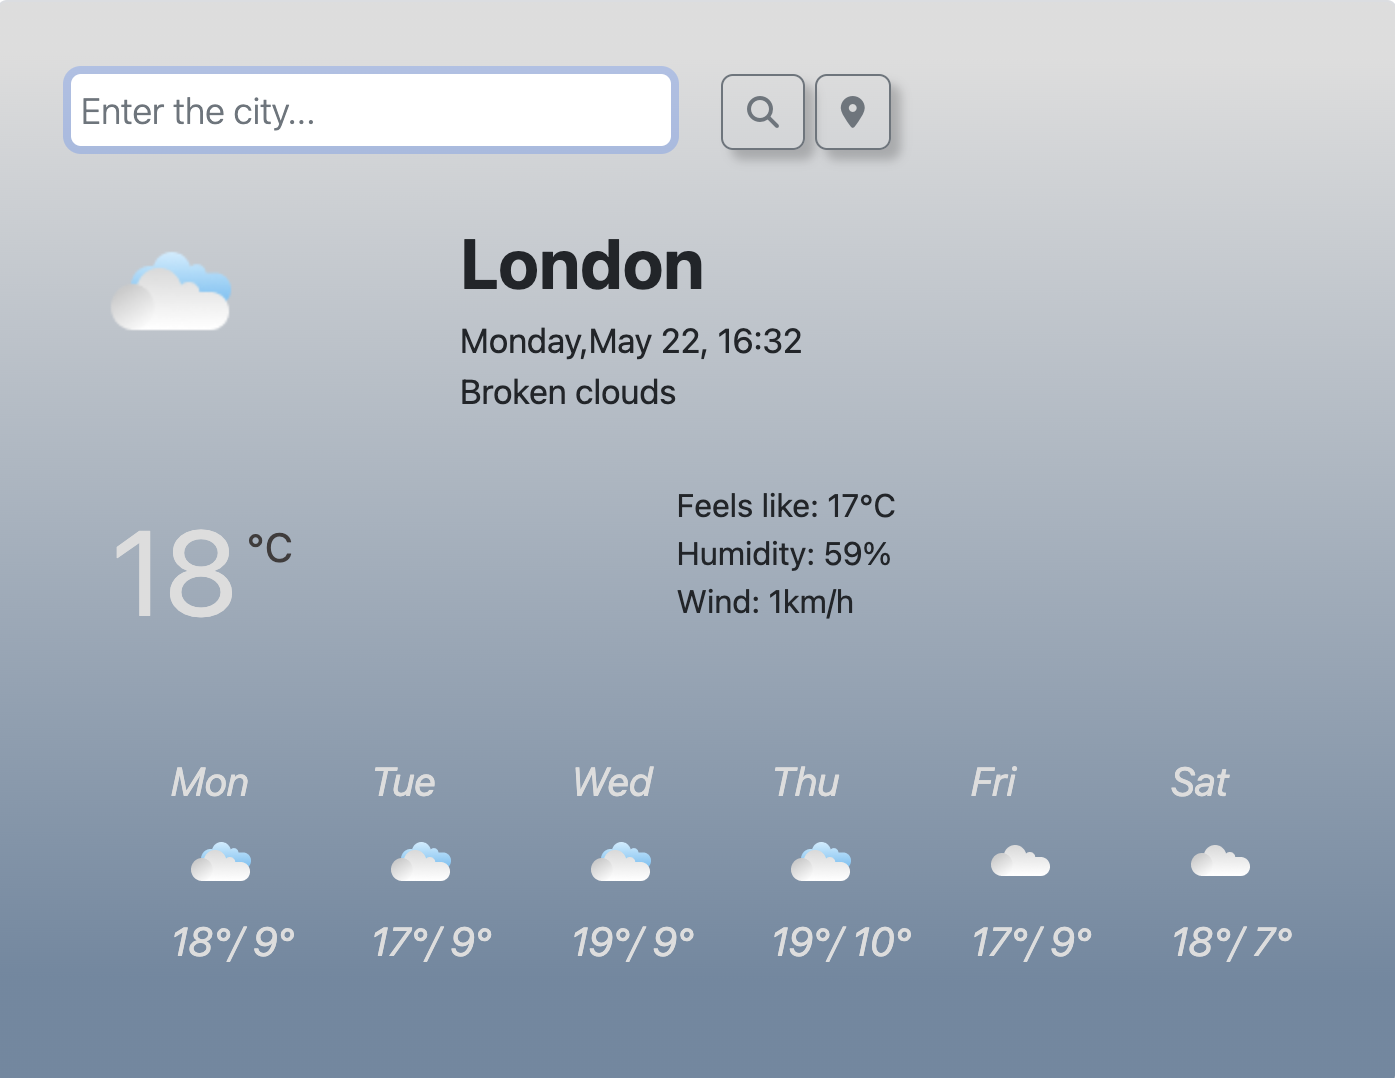 Enter the city...
London
Monday,May 22, 16:32
Broken clouds
18 °C
Feels like: 17°C
Humidity: 59%
Wind: 1km/h
Mon Tue Wed Thu Fri Sat
18°/ 9° 17°/ 9° 19°/ 9° 19°/ 10° 17°/ 9° 18°/ 7°